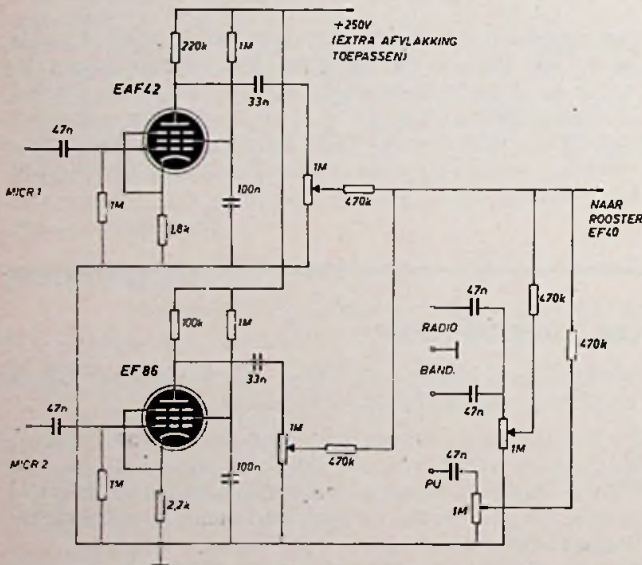 +250V
(EXTRA AFVLAKKING
TOEPASSEN)
220k
1M
EAF42
33n
47n
1M
MICR 1
1M
470k
100n
1,8k
NAAR
ROOSTER
EF40
47n
470k
100k
1M
RADIO
470k
EF86
33n
BAND.
47n
47n
1M
470k
1M
MICR 2
47n
1M
100n
PU
1M
2,2k